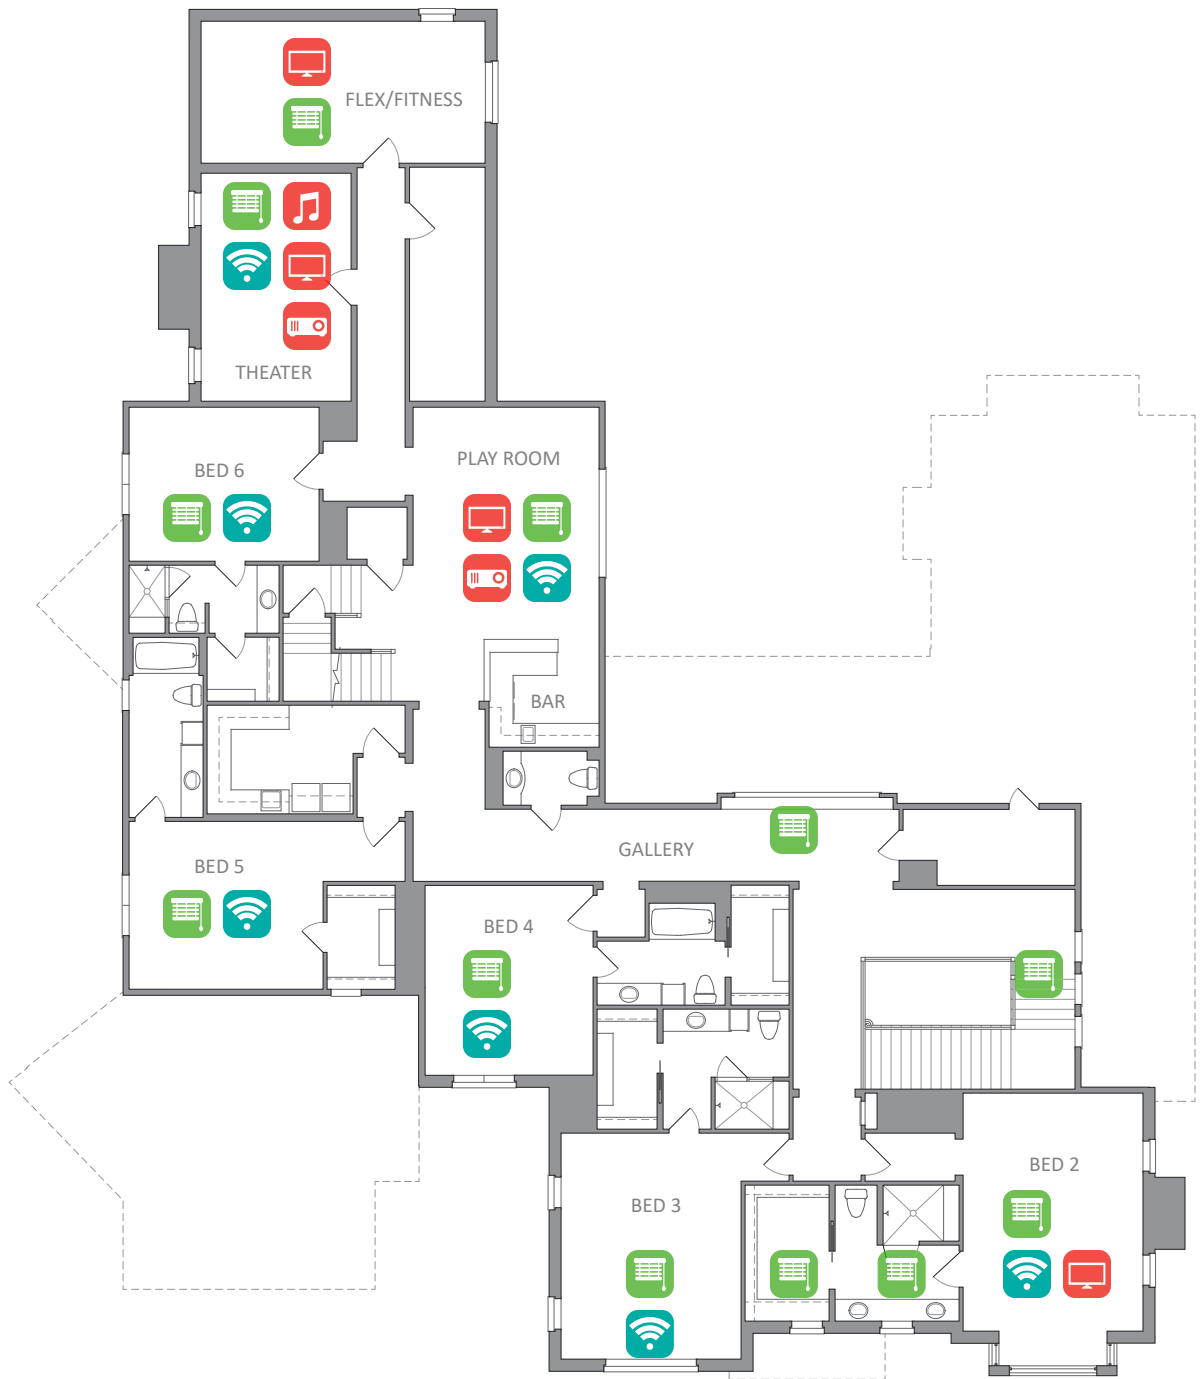 FLEX/FITNESS
THEATER
BED 6
PLAY ROOM
BAR
GALLERY
BED 5
BED 4
BED 2
BED 3